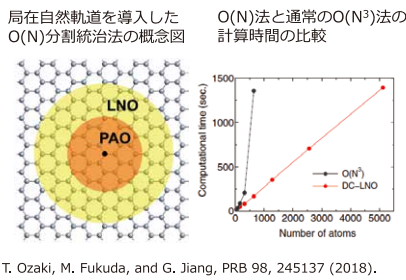 局在自然軌道を導入した
O(N)分割統治法の概念図
LNO
PAO
O(N)法と通常のO(N³)法の
計算時間の比較
1500
1000
500
0
Computational time (sec.)
O(N³)
DC-LNO
0 1000 2000 3000 4000 5000
Number of atoms
T. Ozaki, M. Fukuda, and G. Jiang, PRB 98, 245137 (2018).